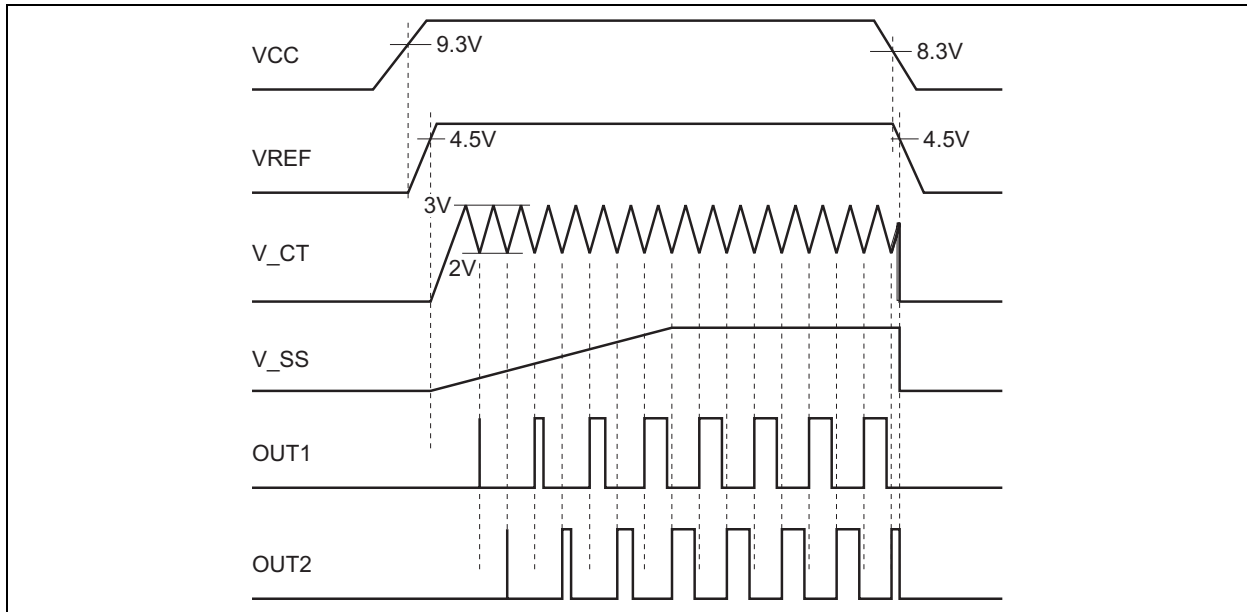 VCC
9.3V
8.3V
VREF
4.5V
4.5V
3V
V_CT
2V
V_SS
OUT1
OUT2